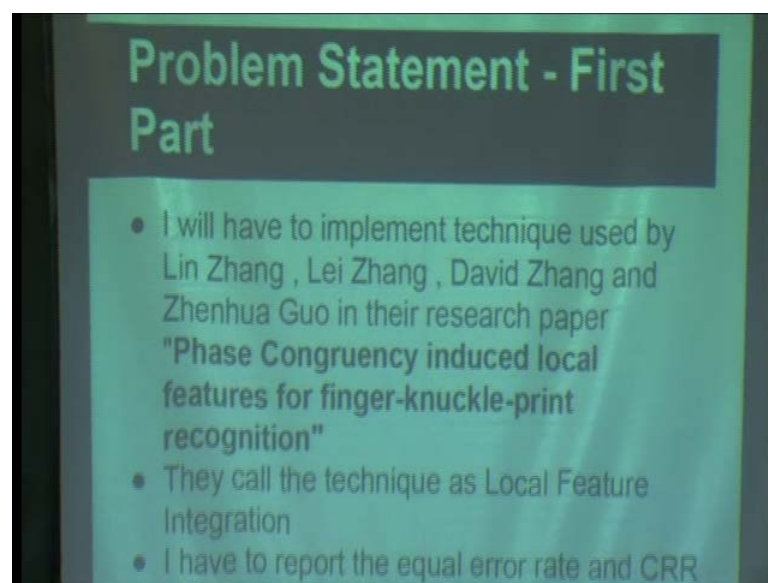 Problem Statement - First
Part
• I will have to implement technique used by
Lin Zhang , Lei Zhang , David Zhang and
Zhenhua Guo in their research paper
"Phase Congruency induced local
features for finger-knuckle-print
recognition"
• They call the technique as Local Feature
Integration
• I have to report the equal error rate and CRR